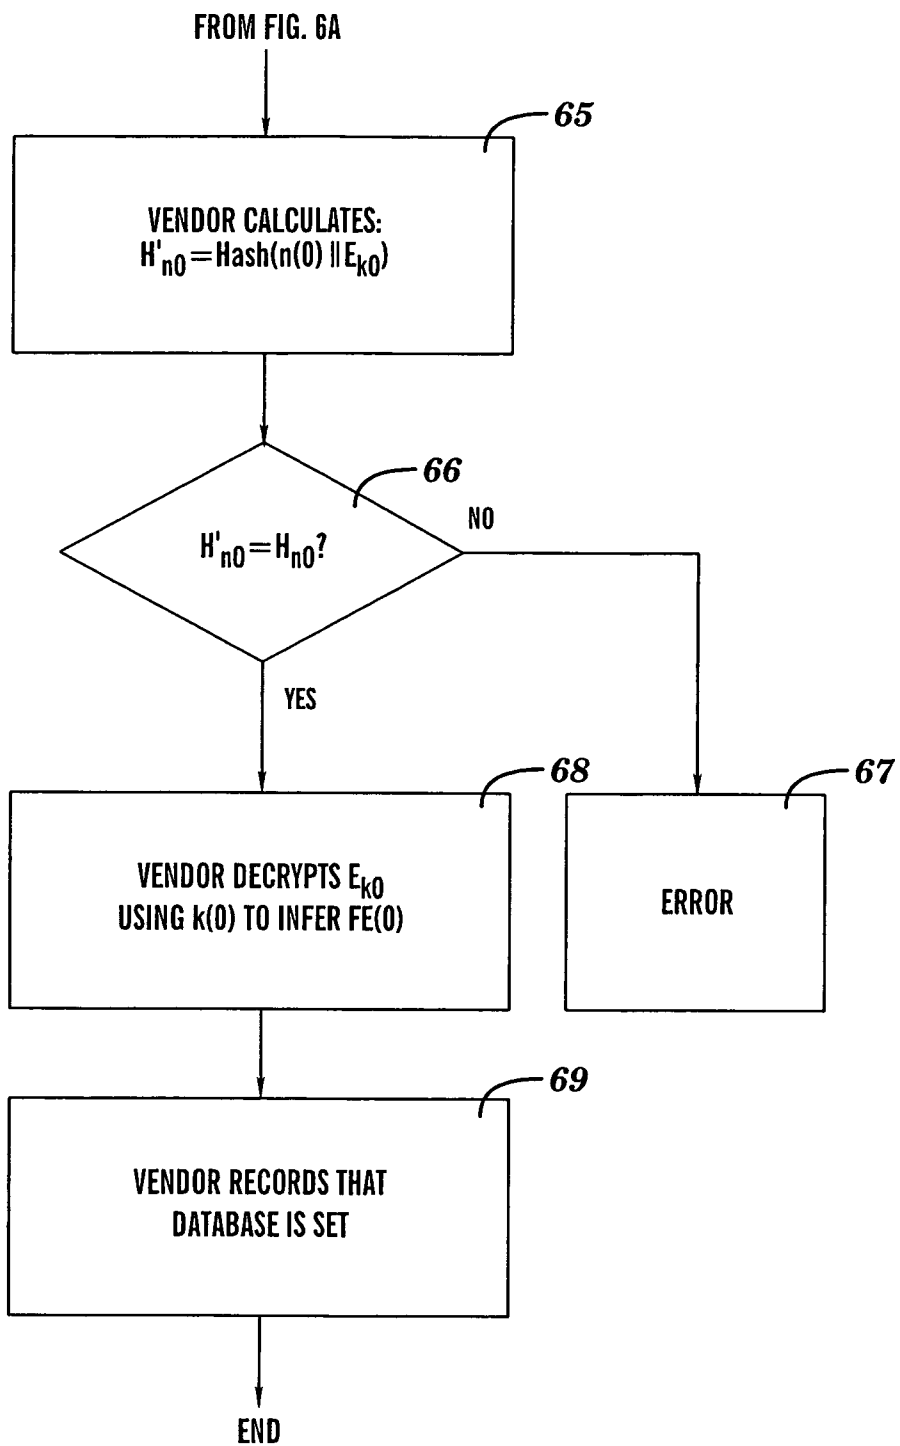 FROM FIG. 6A
65
VENDOR CALCULATES:
H'n0=Hash(n(0) ||Ek0)
66
H'n0=Hn0?
NO
YES
68
67
VENDOR DECRYPTS Ek0
USING k(0) TO INFER FE(0)
ERROR
69
VENDOR RECORDS THAT
DATABASE IS SET
END